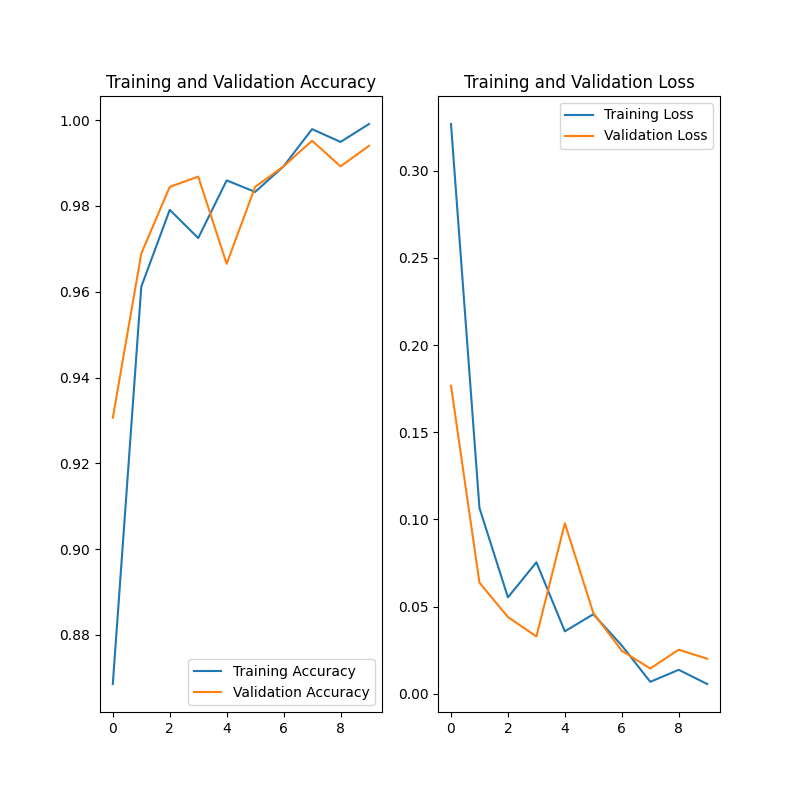 Training and Validation Accuracy
1.00
0.98
0.96
0.94
0.92
0.90
0.88
0 2 4 6 8
Training Accuracy
Validation Accuracy
Training and Validation Loss
Training Loss
Validation Loss
0.30
0.25
0.20
0.15
0.10
0.05
0.00
0 2 4 6 8